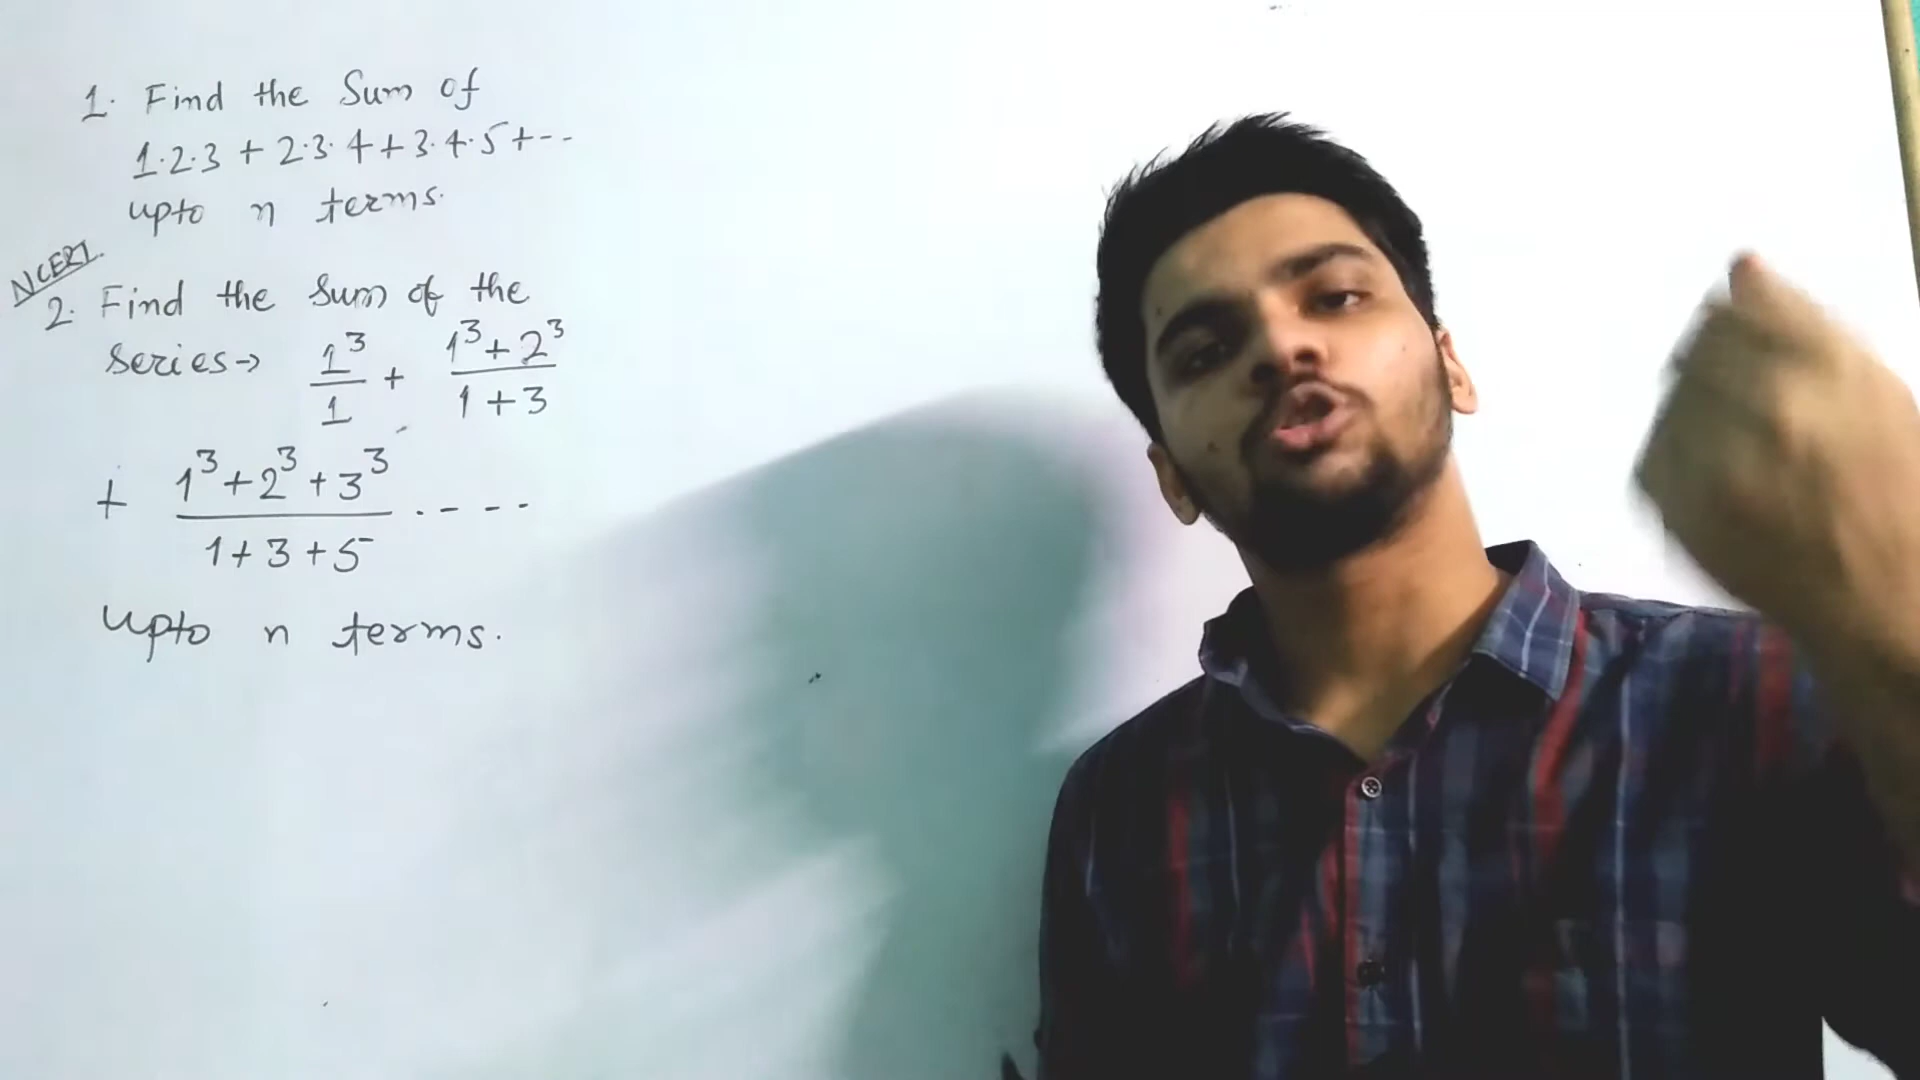 1. Find the Sum of
1.2.3 + 2.3.4 + 3.4.5 + --
upto n terms.
NCERT.
2. Find the Sum of the
Series→ 1³/1 + 1³+2³/1+3
+ 1³+2³+3³/1+3+5 ----
upto n terms.